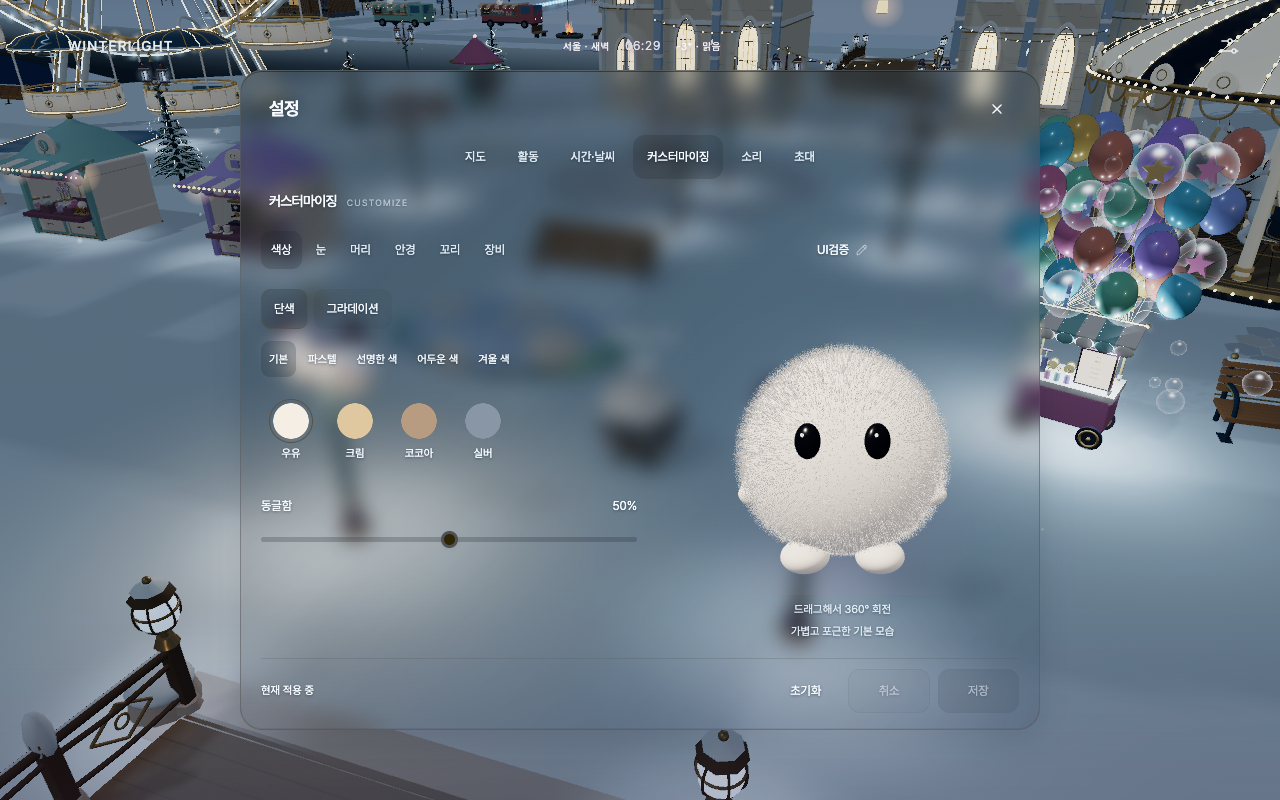 WINTERLIGHT
서울 · 새벽 06:29 맑음
설정
지도 활동 시간·날씨 커스터마이징 소리 초대
커스터마이징 CUSTOMIZE
색상 눈 머리 안경 꼬리 장비
UI검증
단색 그라데이션
기본 파스텔 선명한 색 어두운 색 겨울 색
우유 크림 코코아 실버
동글함 50%
드래그해서 360° 회전
가볍고 포근한 기본 모습
현재 적용 중
초기화 취소 저장